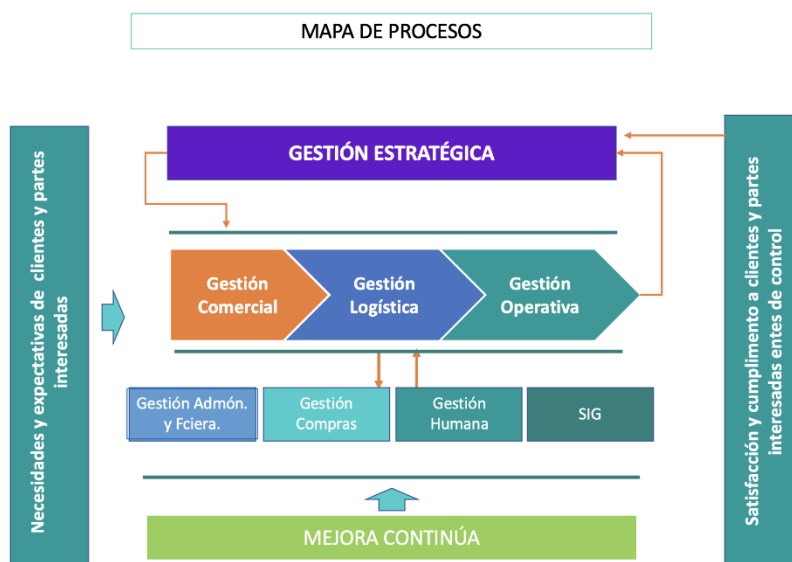 MAPA DE PROCESOS
Necesidades y expectativas de clientes y partes
interesadas
GESTIÓN ESTRATÉGICA
Gestión
Comercial
Gestión
Logística
Gestión
Operativa
Gestión Admón.
y Fciera.
Gestión
Compras
Gestión
Humana
SIG
MEJORA CONTINÚA
Satisfacción y cumplimento a clientes y partes
interesadas entes de control